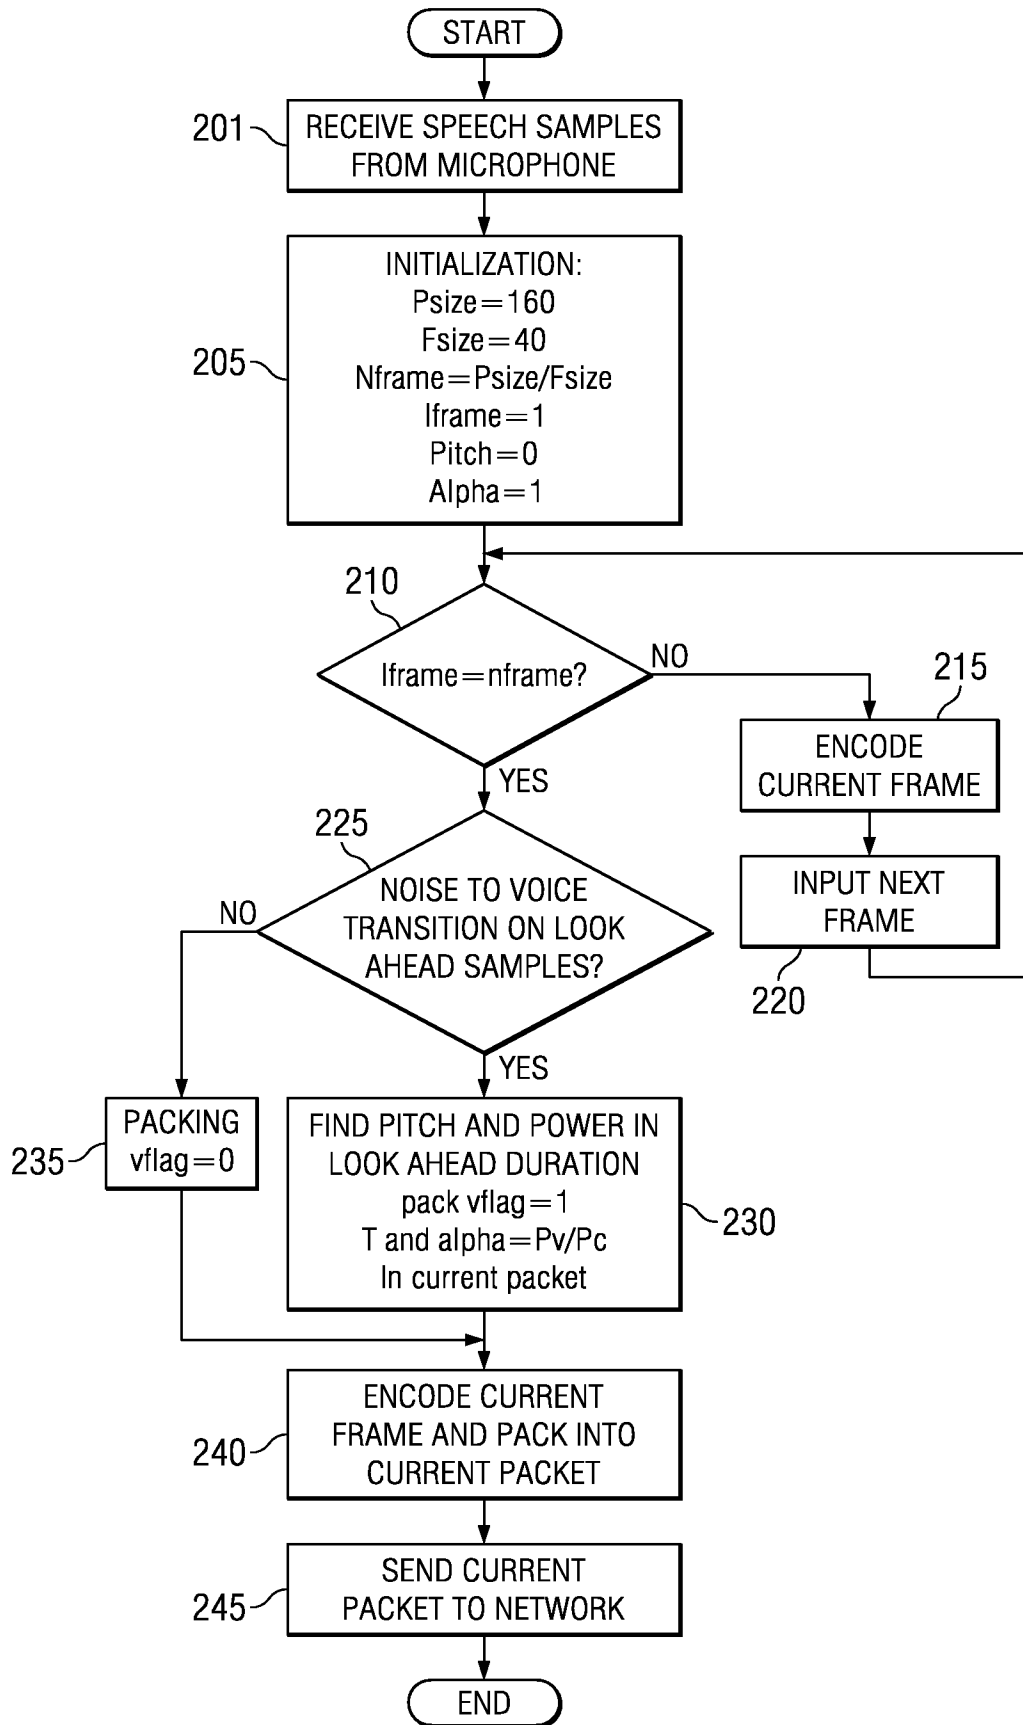 START
201
RECEIVE SPEECH SAMPLES
FROM MICROPHONE
205
INITIALIZATION:
Psize=160
Fsize=40
Nframe=Psize/Fsize
Iframe=1
Pitch=0
Alpha=1
210
Iframe=nframe?
NO
215
ENCODE
CURRENT FRAME
YES
225
INPUT NEXT
FRAME
220
NOISE TO VOICE
TRANSITION ON LOOK
AHEAD SAMPLES?
NO
YES
235
PACKING
vflag=0
FIND PITCH AND POWER IN
LOOK AHEAD DURATION
pack vflag=1
T and alpha=Pv/Pc
In current packet
230
240
ENCODE CURRENT
FRAME AND PACK INTO
CURRENT PACKET
245
SEND CURRENT
PACKET TO NETWORK
END